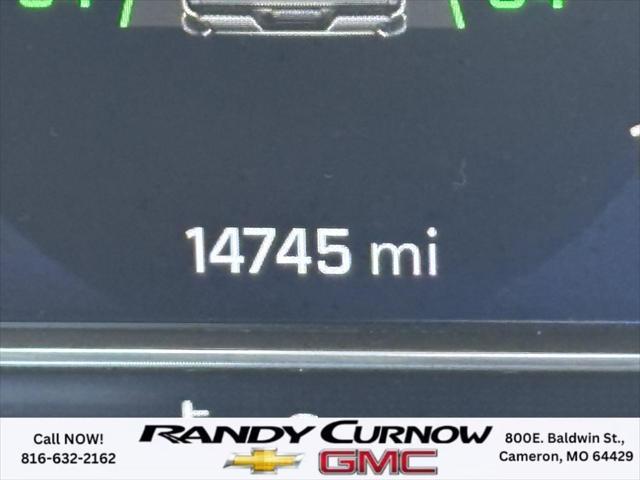 14745 mi
Call NOW!
816-632-2162
RANDY CURNOW
GMC
800E. Baldwin St.,
Cameron, MO 64429